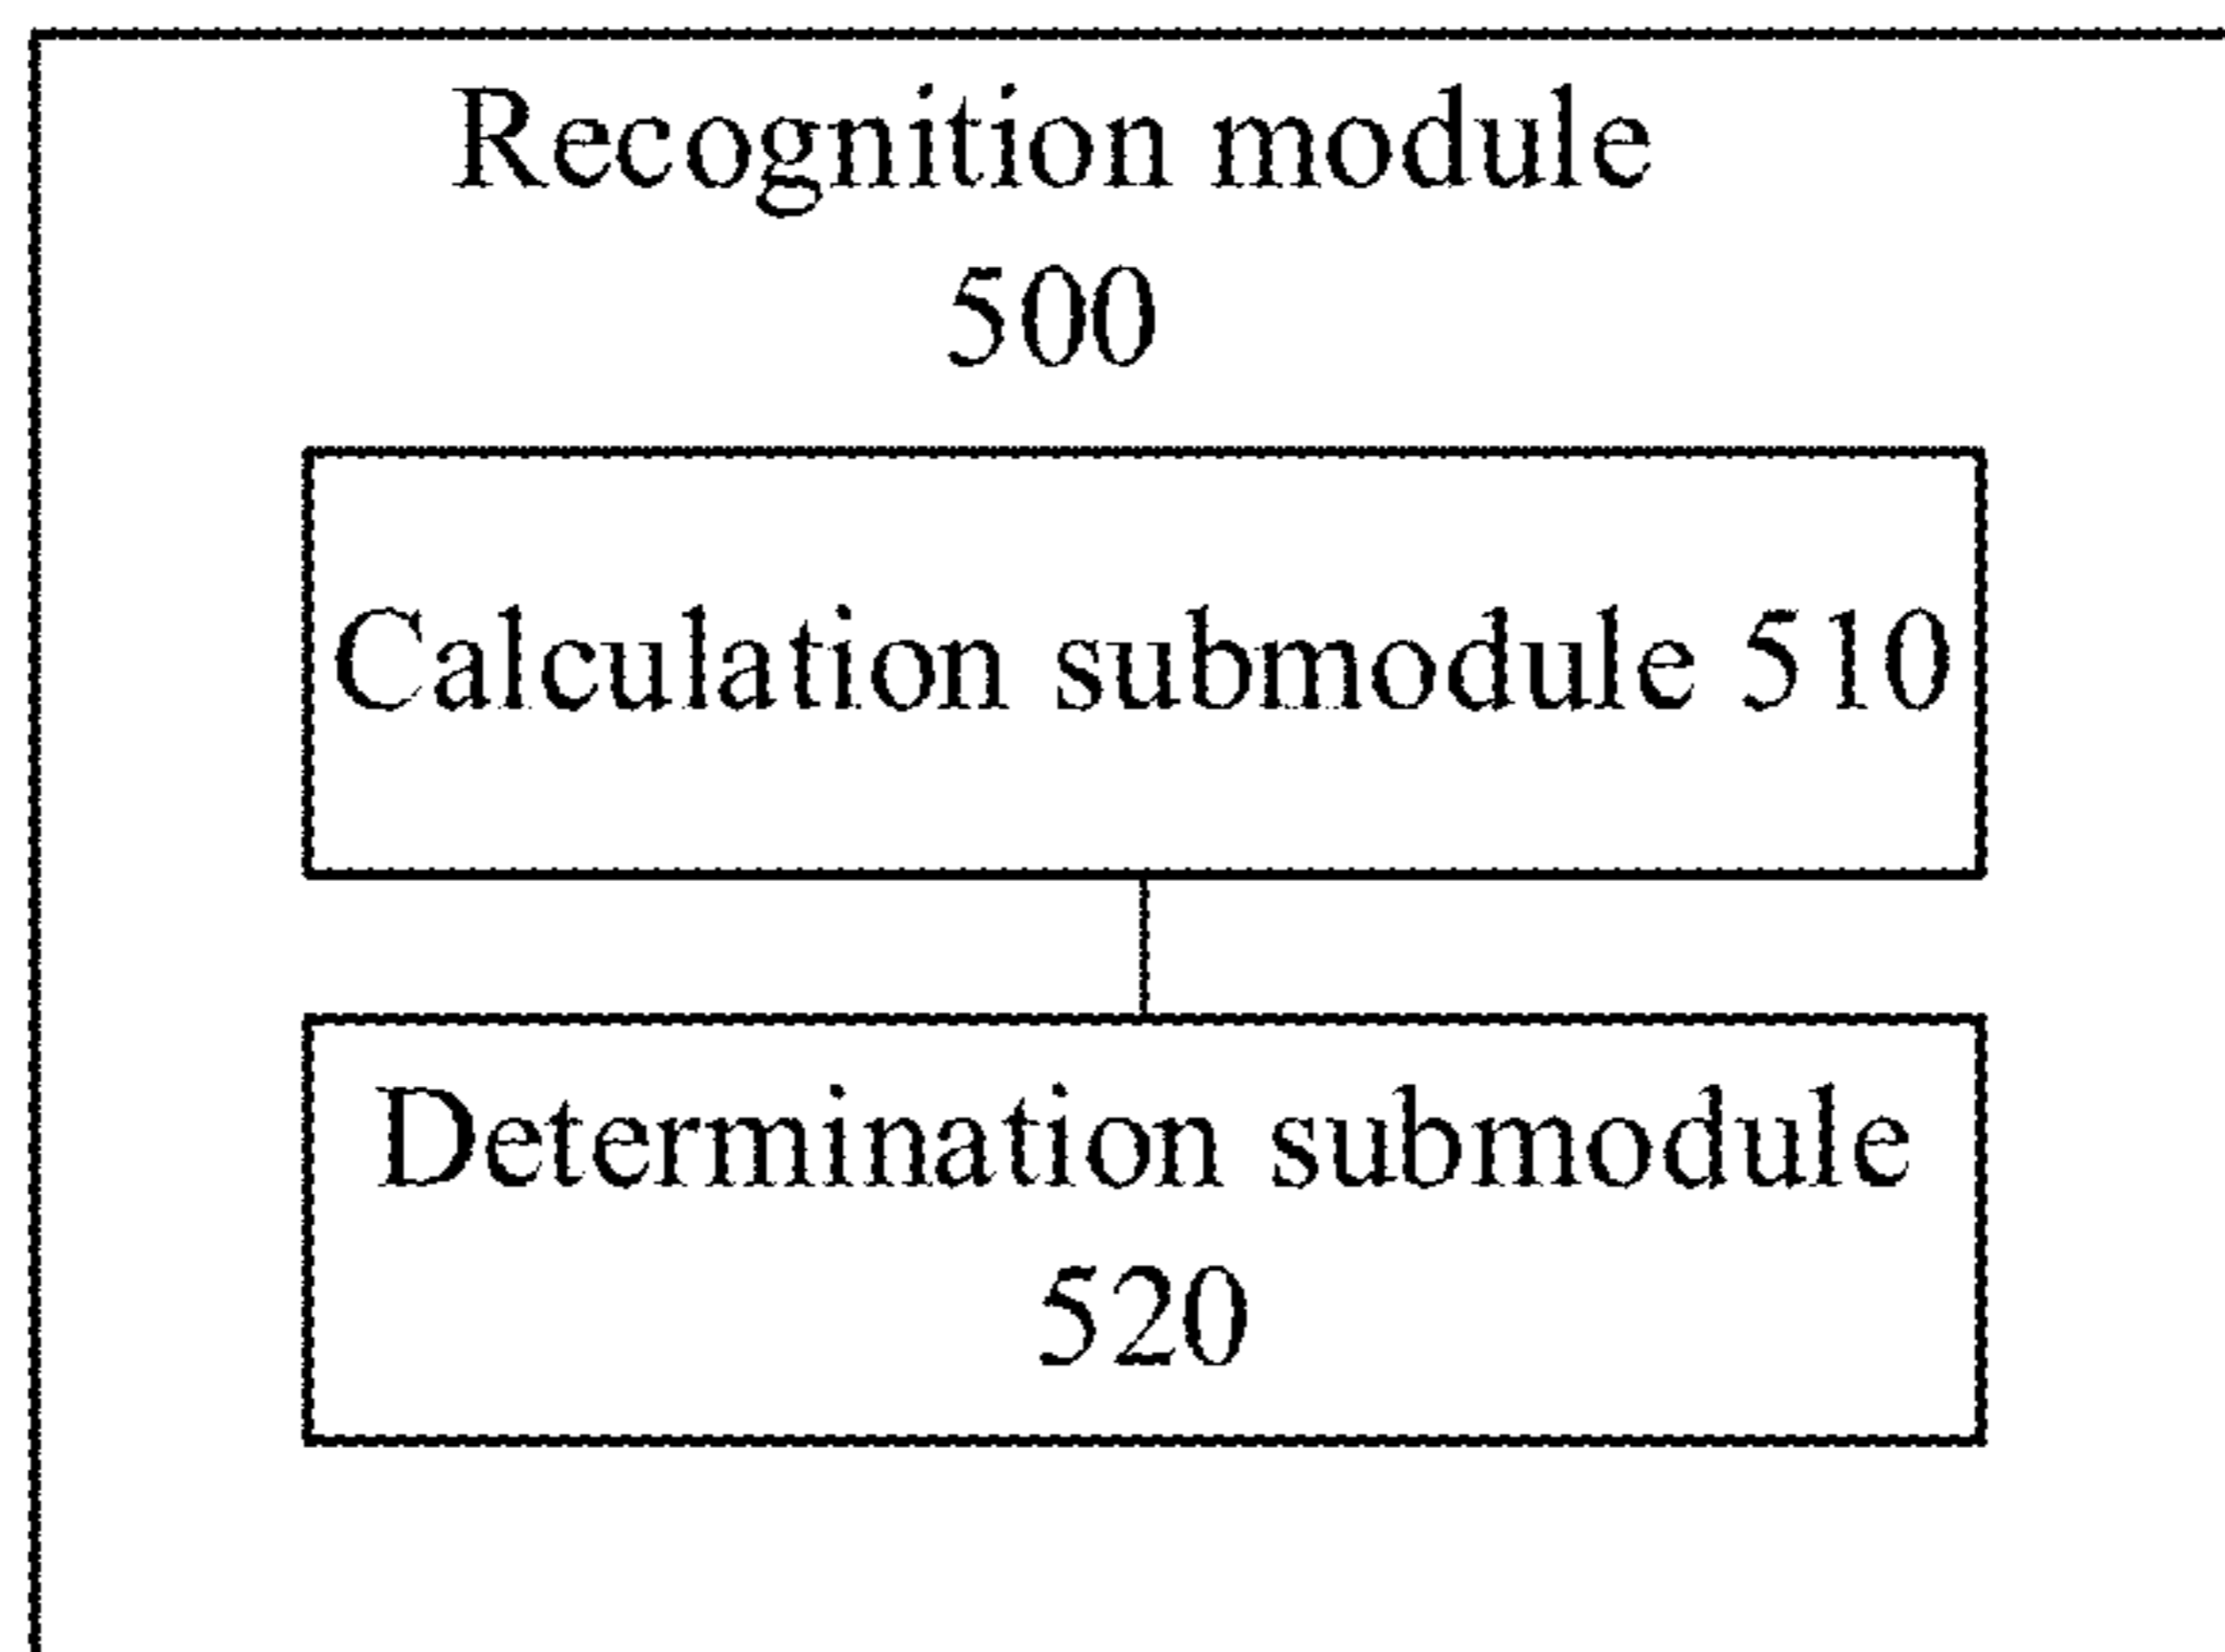 Recognition module
500
Calculation submodule 510
Determination submodule
520